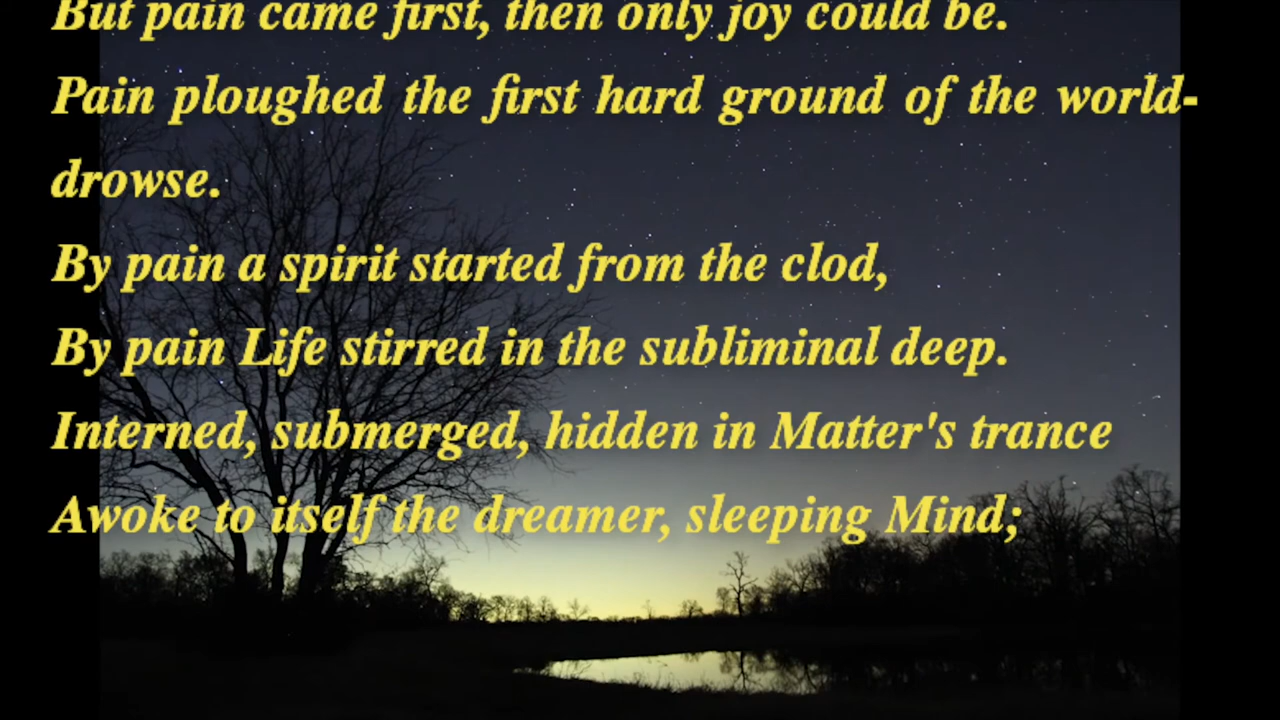 But pain came first, then only joy could be.
Pain ploughed the first hard ground of the world-
drowse.
By pain a spirit started from the clod,
By pain Life stirred in the subliminal deep.
Interned, submerged, hidden in Matter's trance
Awoke to itself the dreamer, sleeping Mind;